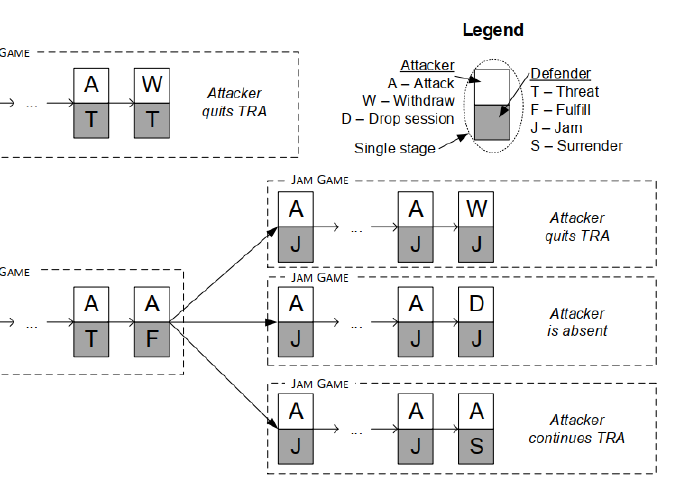 Legend
Attacker
A – Attack
W – Withdraw
D – Drop session
Single stage
Defender
T – Threat
F – Fulfill
J – Jam
S – Surrender
GAME
... A W
T T
Attacker
quits TRA
JAM GAME
A ... A W
J J J
Attacker
quits TRA
GAME
... A A
T F
JAM GAME
A ... A D
J J J
Attacker
is absent
JAM GAME
A ... A A
J J S
Attacker
continues TRA